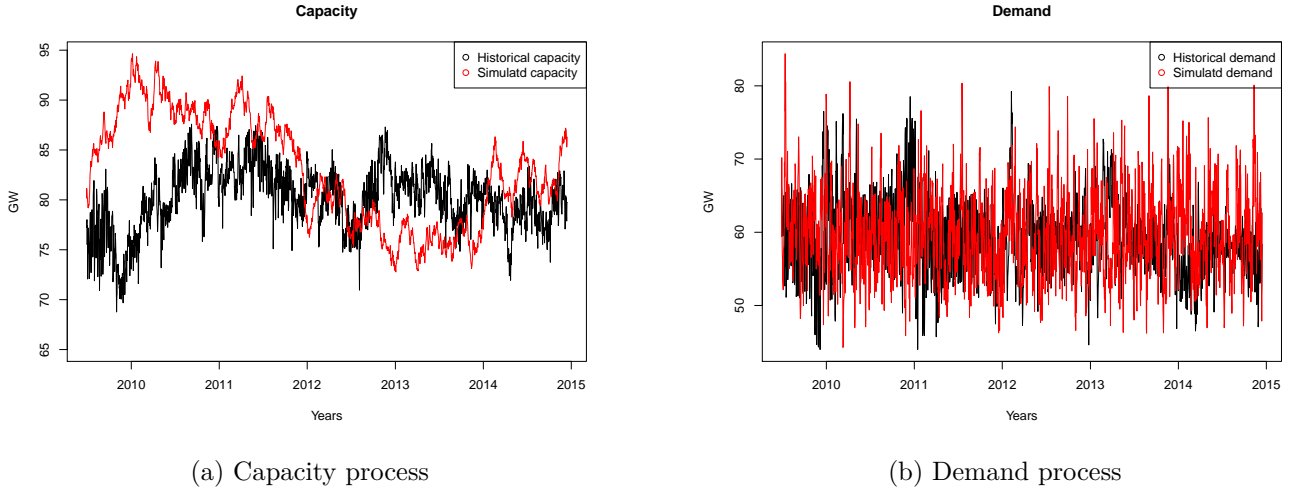 Capacity
95
90
85
80
75
70
65
GW
Historical capacity
Simulatd capacity
2010 2011 2012 2013 2014 2015
Years
(a) Capacity process
Demand
80
70
60
50
GW
Historical demand
Simulatd demand
2010 2011 2012 2013 2014 2015
Years
(b) Demand process